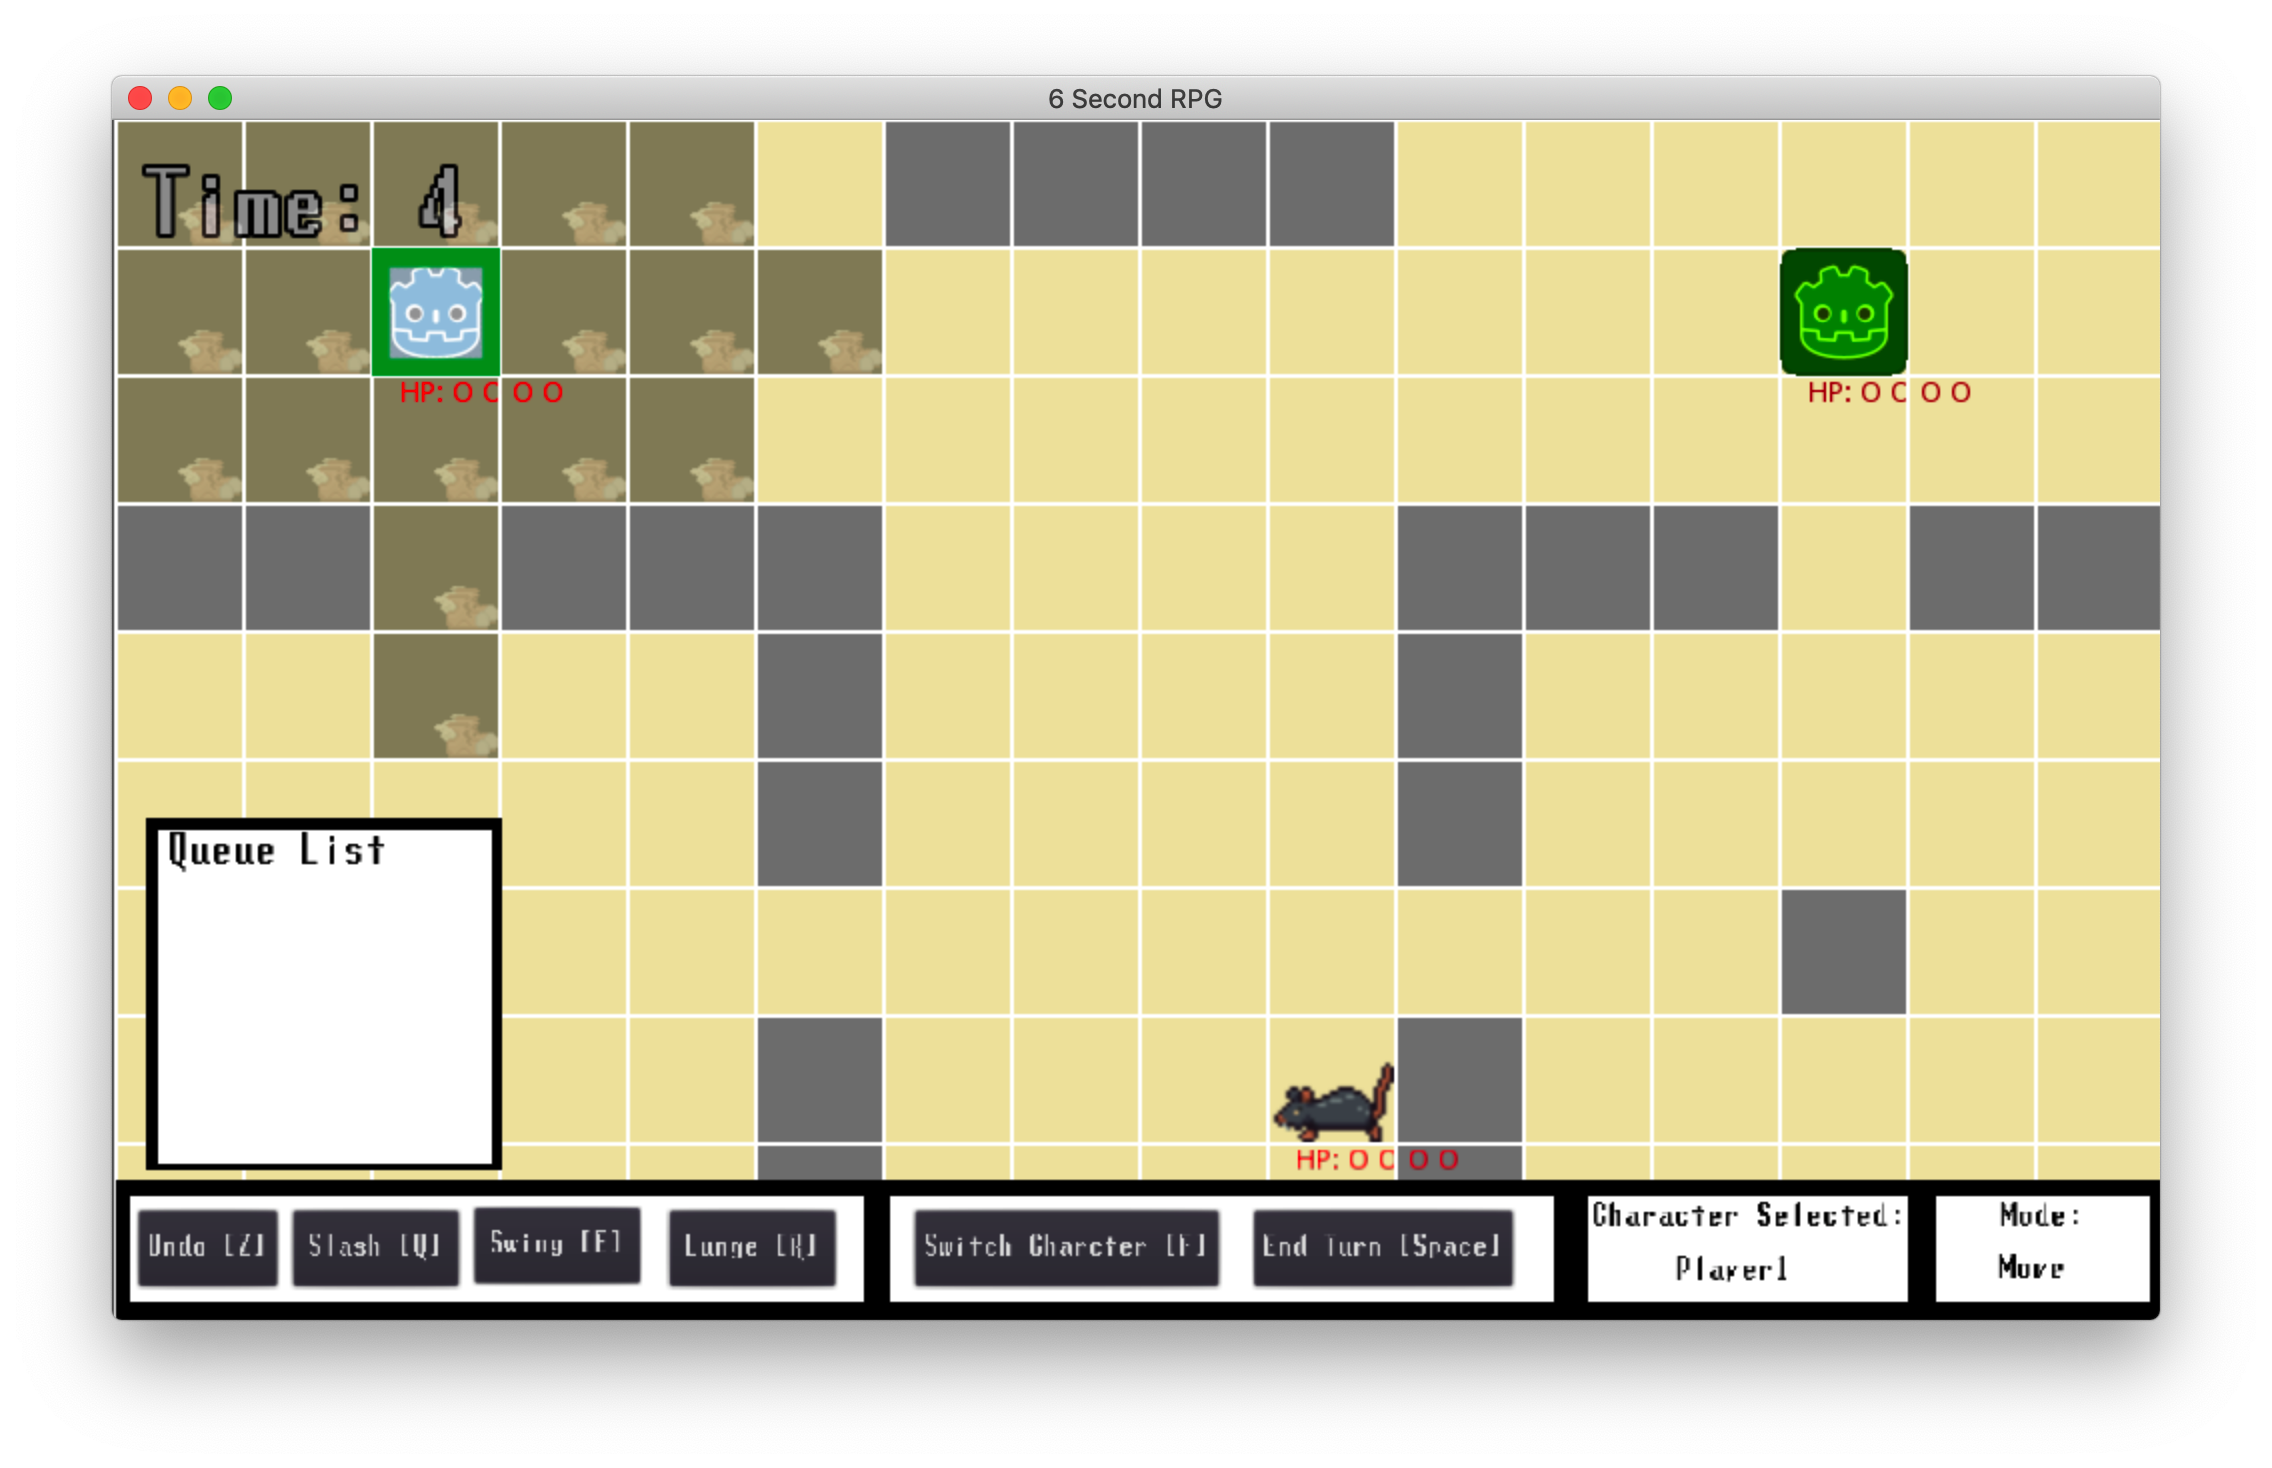 6 Second RPG
Time: 4
HP: O O O O
HP: O O O O
Queue List
HP: O O O O
Undo [Z]
Slash [Q]
Swing [E]
Lunge [R]
Switch Charcter [F]
End Turn [Space]
Character Selected:
Player1
Mode:
Move